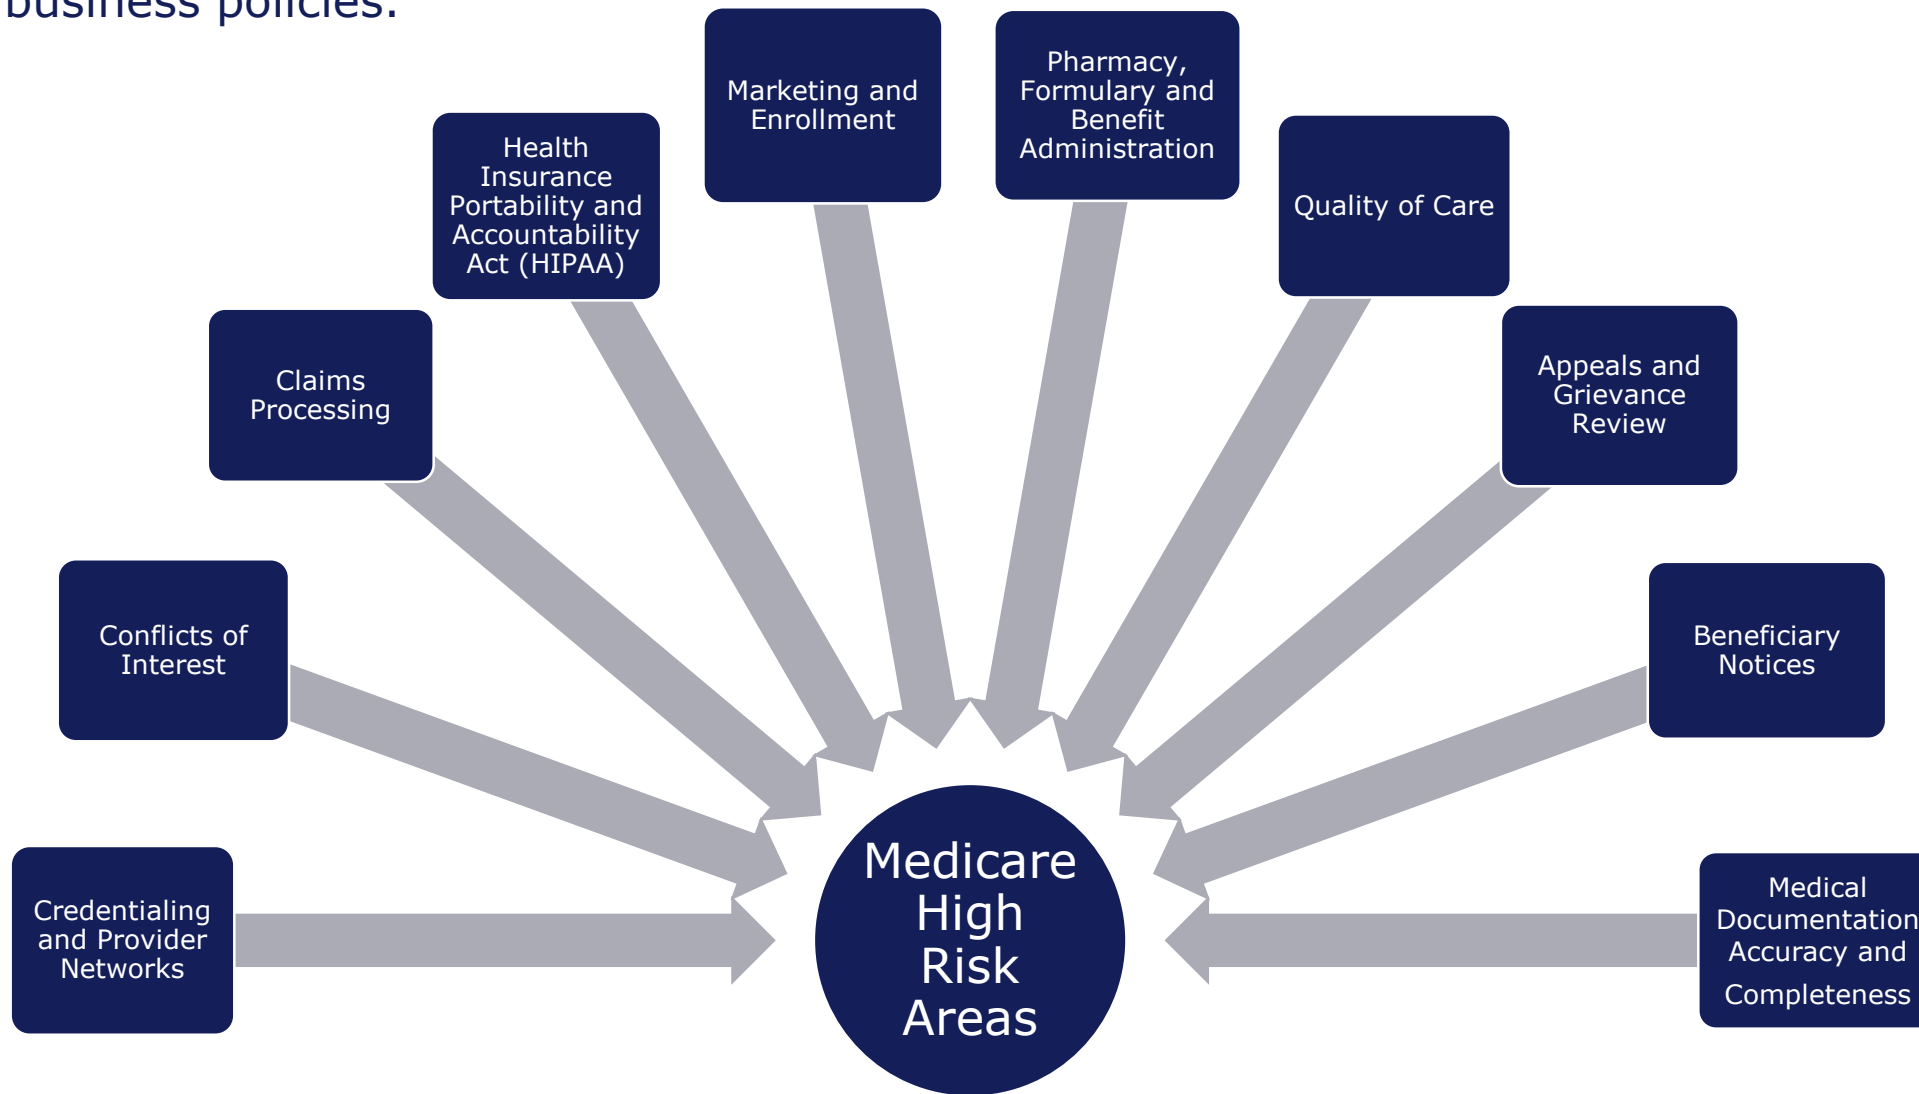 business policies.
Credentialing
and Provider
Networks
Conflicts of
Interest
Claims
Processing
Health
Insurance
Portability and
Accountability
Act (HIPAA)
Marketing and
Enrollment
Pharmacy,
Formulary and
Benefit
Administration
Quality of Care
Appeals and
Grievance
Review
Beneficiary
Notices
Medical
Documentation
Accuracy and
Completeness
Medicare
High
Risk
Areas